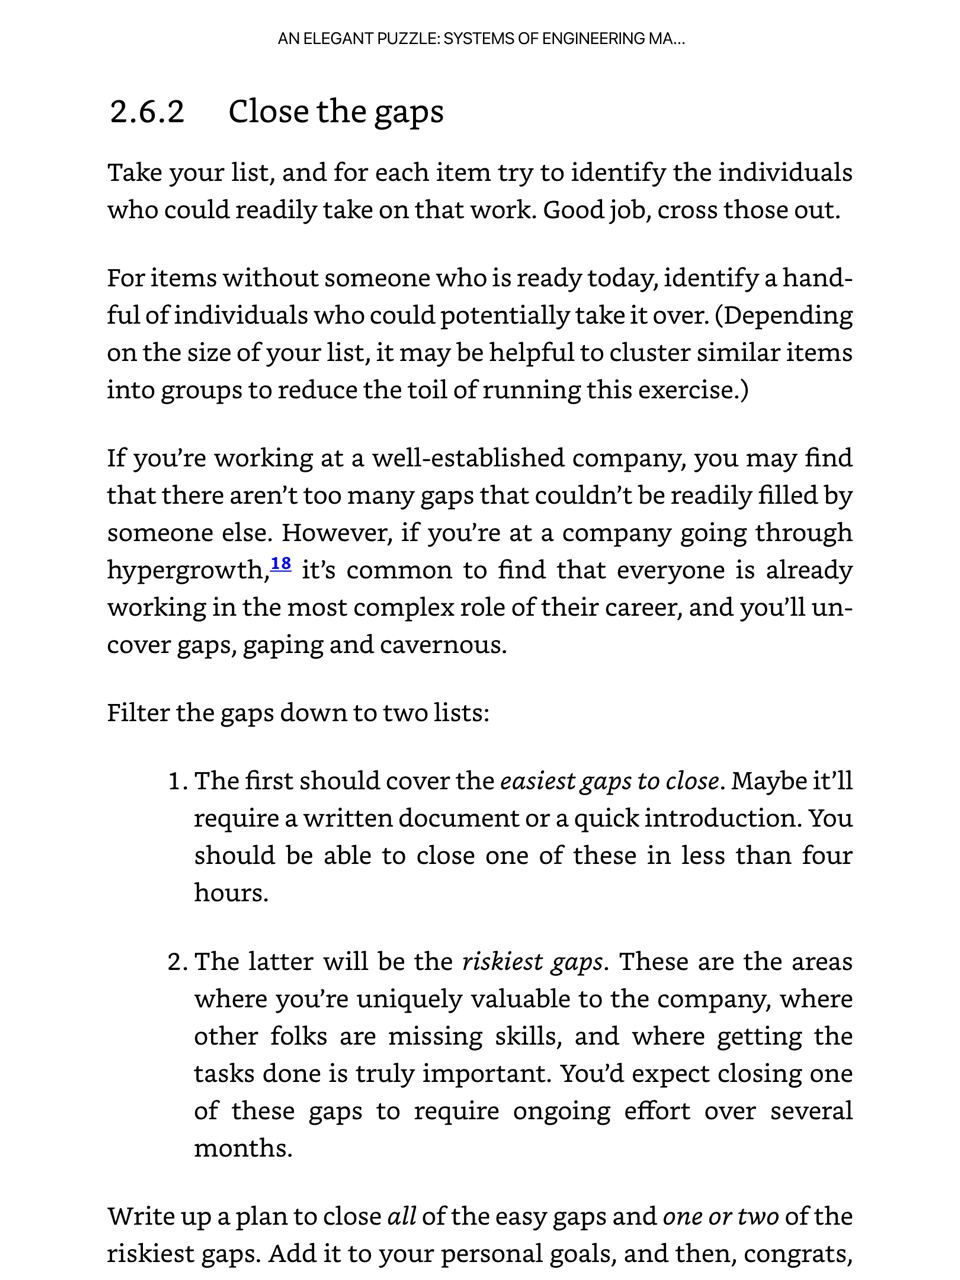 AN ELEGANT PUZZLE: SYSTEMS OF ENGINEERING MA...
2.6.2 Close the gaps
Take your list, and for each item try to identify the individuals
who could readily take on that work. Good job, cross those out.
For items without someone who is ready today, identify a hand-
ful of individuals who could potentially take it over. (Depending
on the size of your list, it may be helpful to cluster similar items
into groups to reduce the toil of running this exercise.)
If you’re working at a well-established company, you may find
that there aren’t too many gaps that couldn’t be readily filled by
someone else. However, if you’re at a company going through
hypergrowth,18 it’s common to find that everyone is already
working in the most complex role of their career, and you’ll un-
cover gaps, gaping and cavernous.
Filter the gaps down to two lists:
1. The first should cover the easiest gaps to close. Maybe it’ll
require a written document or a quick introduction. You
should be able to close one of these in less than four
hours.
2. The latter will be the riskiest gaps. These are the areas
where you’re uniquely valuable to the company, where
other folks are missing skills, and where getting the
tasks done is truly important. You’d expect closing one
of these gaps to require ongoing effort over several
months.
Write up a plan to close all of the easy gaps and one or two of the
riskiest gaps. Add it to your personal goals, and then, congrats,